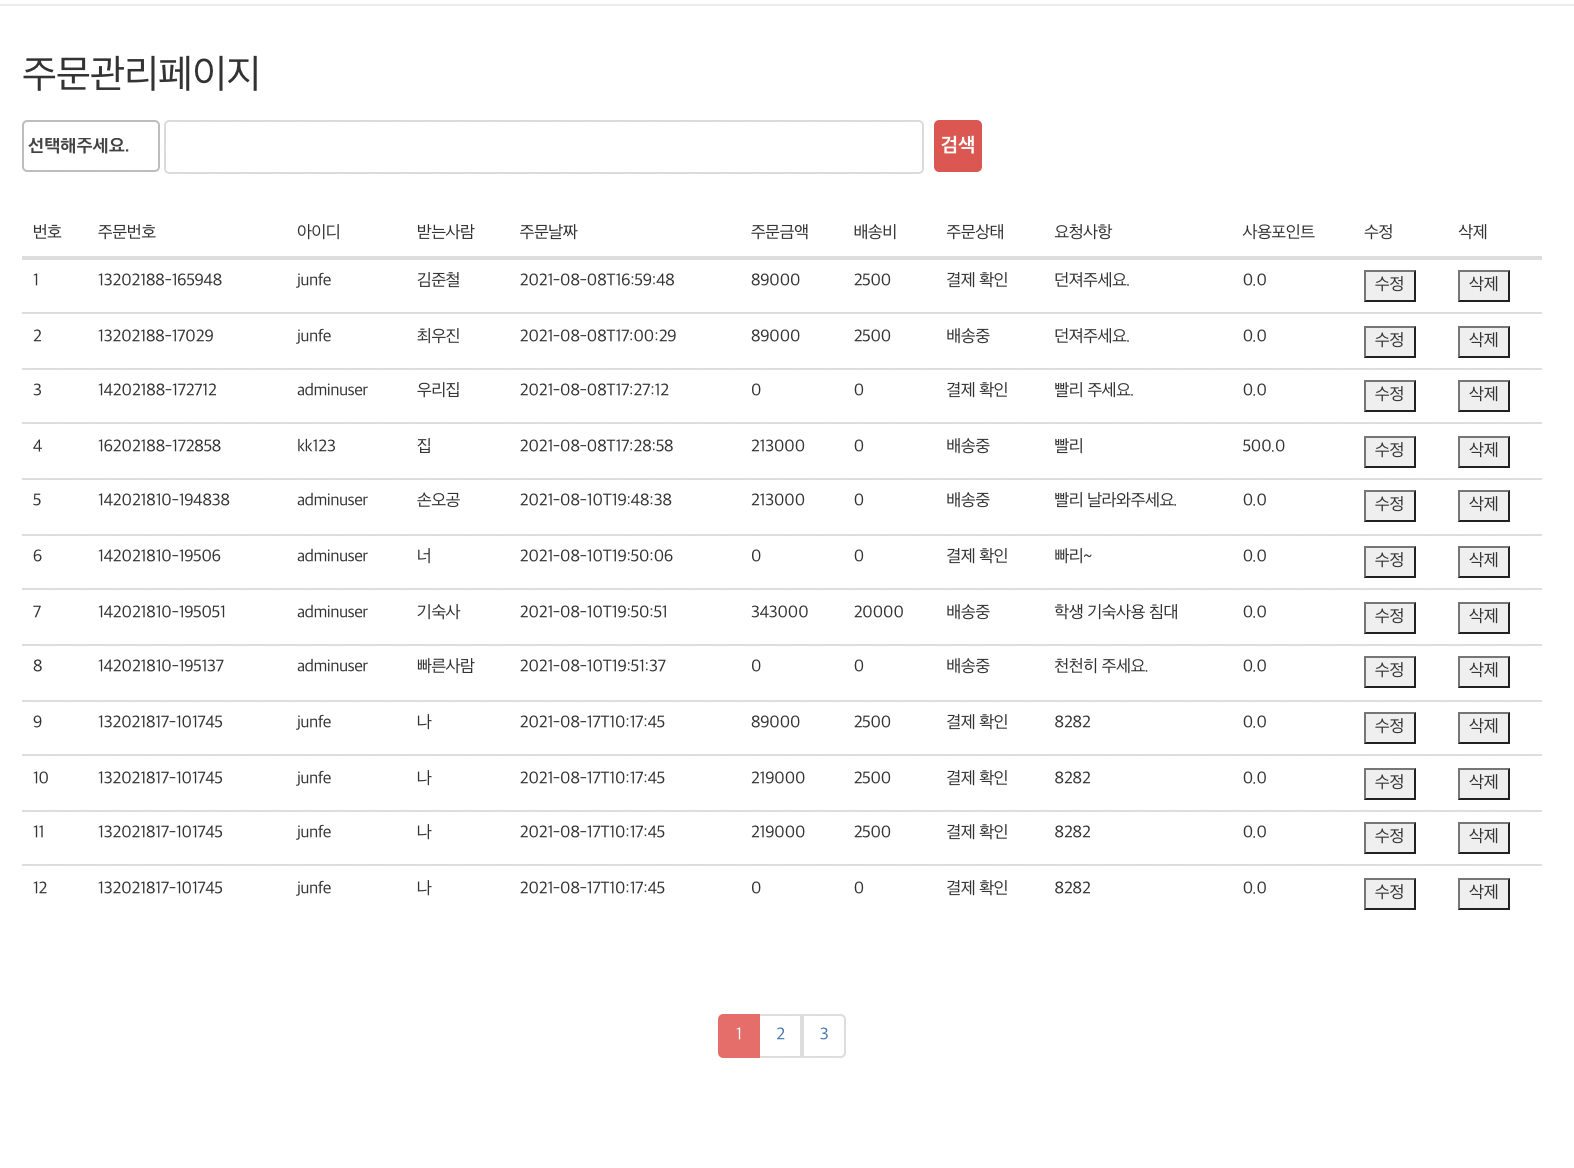 주문관리페이지
선택해주세요. 검색
번호 주문번호 아이디 받는사람 주문날짜 주문금액 배송비 주문상태 요청사항 사용포인트 수정 삭제
1 13202188-165948 junfe 김준철 2021-08-08T16:59:48 89000 2500 결제 확인 던져주세요. 0.0 수정 삭제
2 13202188-17029 junfe 최우진 2021-08-08T17:00:29 89000 2500 배송중 던져주세요. 0.0 수정 삭제
3 14202188-172712 adminuser 우리집 2021-08-08T17:27:12 0 0 결제 확인 빨리 주세요. 0.0 수정 삭제
4 16202188-172858 kk123 집 2021-08-08T17:28:58 213000 0 배송중 빨리 500.0 수정 삭제
5 142021810-194838 adminuser 손오공 2021-08-10T19:48:38 213000 0 배송중 빨리 날라와주세요. 0.0 수정 삭제
6 142021810-19506 adminuser 너 2021-08-10T19:50:06 0 0 결제 확인 빠리~ 0.0 수정 삭제
7 142021810-195051 adminuser 기숙사 2021-08-10T19:50:51 343000 20000 배송중 학생 기숙사용 침대 0.0 수정 삭제
8 142021810-195137 adminuser 빠른사람 2021-08-10T19:51:37 0 0 배송중 천천히 주세요. 0.0 수정 삭제
9 132021817-101745 junfe 나 2021-08-17T10:17:45 89000 2500 결제 확인 8282 0.0 수정 삭제
10 132021817-101745 junfe 나 2021-08-17T10:17:45 219000 2500 결제 확인 8282 0.0 수정 삭제
11 132021817-101745 junfe 나 2021-08-17T10:17:45 219000 2500 결제 확인 8282 0.0 수정 삭제
12 132021817-101745 junfe 나 2021-08-17T10:17:45 0 0 결제 확인 8282 0.0 수정 삭제
1 2 3